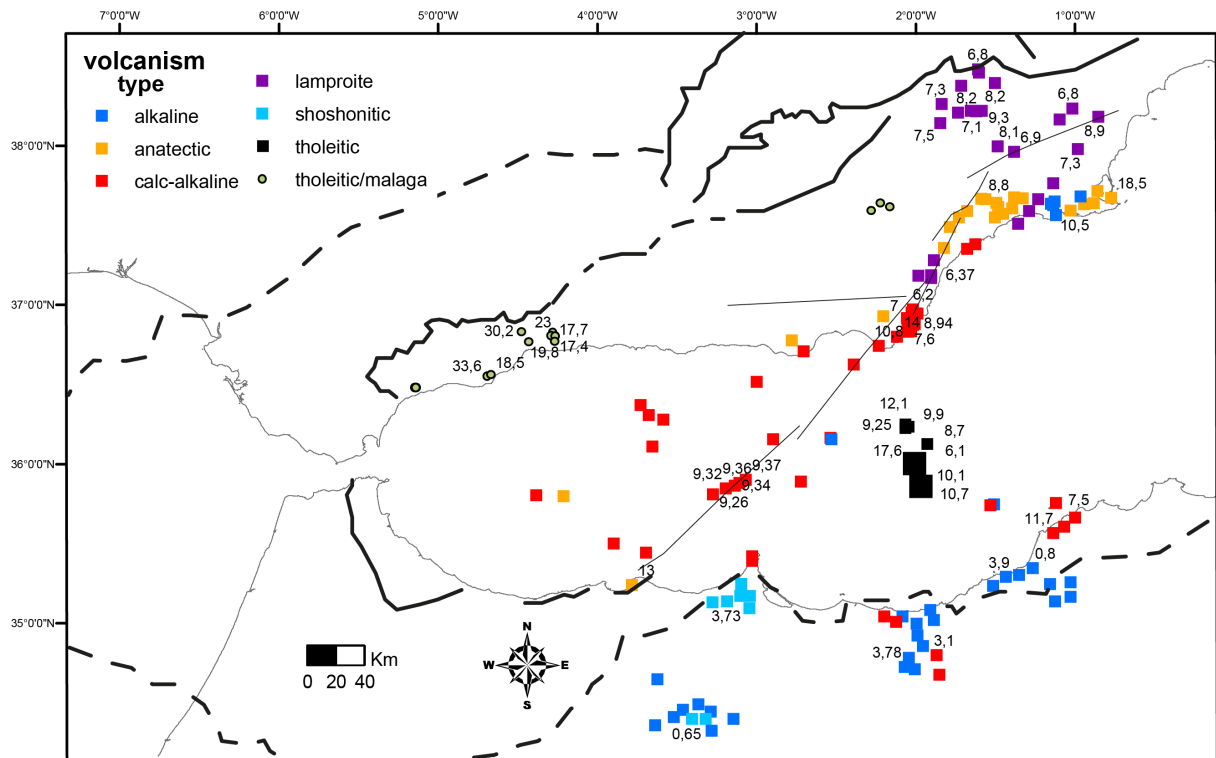 7°0'0"W 6°0'0"W 5°0'0"W 4°0'0"W 3°0'0"W 2°0'0"W 1°0'0"W
volcanism
type
alkaline
anatectic
calc-alkaline
lamproite
shoshonitic
tholeitic
tholeitic/malaga
38°0'0"N
37°0'0"N
36°0'0"N
35°0'0"N
6,8
7,3
8,2
8,2
6,8
7,5
7,1
9,3
8,1
6,9
8,9
7,3
8,8
18,5
10,5
6,37
6,2
7
14
8,94
10,8
7,6
30,2
23
17,7
19,8
17,4
33,6
18,5
12,1
9,9
9,25
8,7
6,1
17,6
10,1
10,7
9,32
9,36
9,37
9,34
9,26
7,5
11,7
0,8
3,9
13
3,73
3,1
3,78
0,65
N
W
E
S
Km
0 20 40